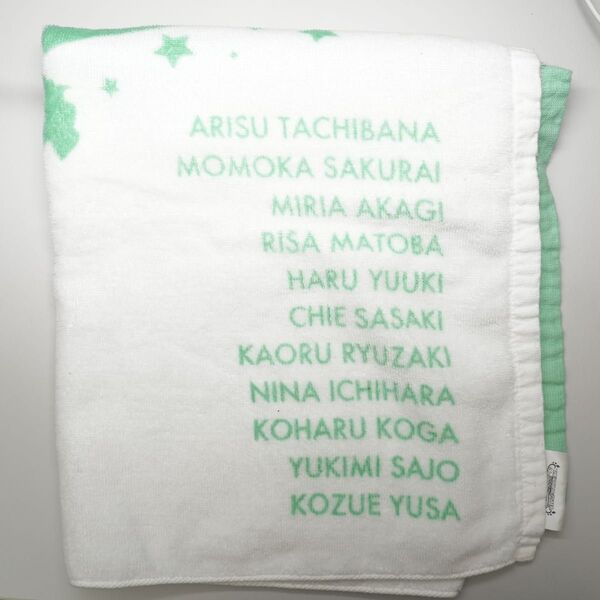 ARISU TACHIBANA
MOMOKA SAKURAI
MIRIA AKAGI
RISA MATOBA
HARU YUUKI
CHIE SASAKI
KAORU RYUZAKI
NINA ICHIHARA
KOHARU KOGA
YUKIMI SAJO
KOZUE YUSA